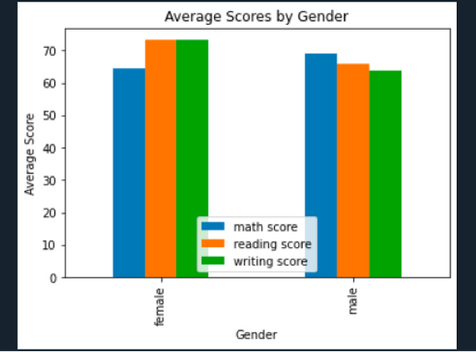 Average Scores by Gender
Average Score
70
60
50
40
30
20
10
0
math score
reading score
writing score
female
male
Gender